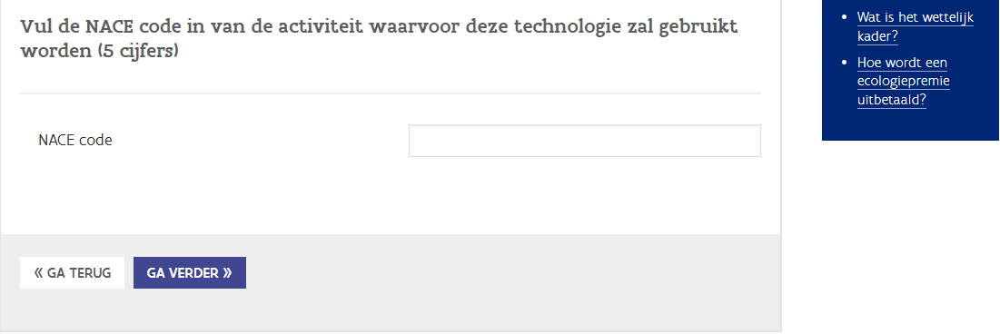 Vul de NACE code in van de activiteit waarvoor deze technologie zal gebruikt
worden (5 cijfers)
NACE code
« GA TERUG
GA VERDER »
• Wat is het wettelijk
kader?
• Hoe wordt een
ecologiepremie
uitbetaald?